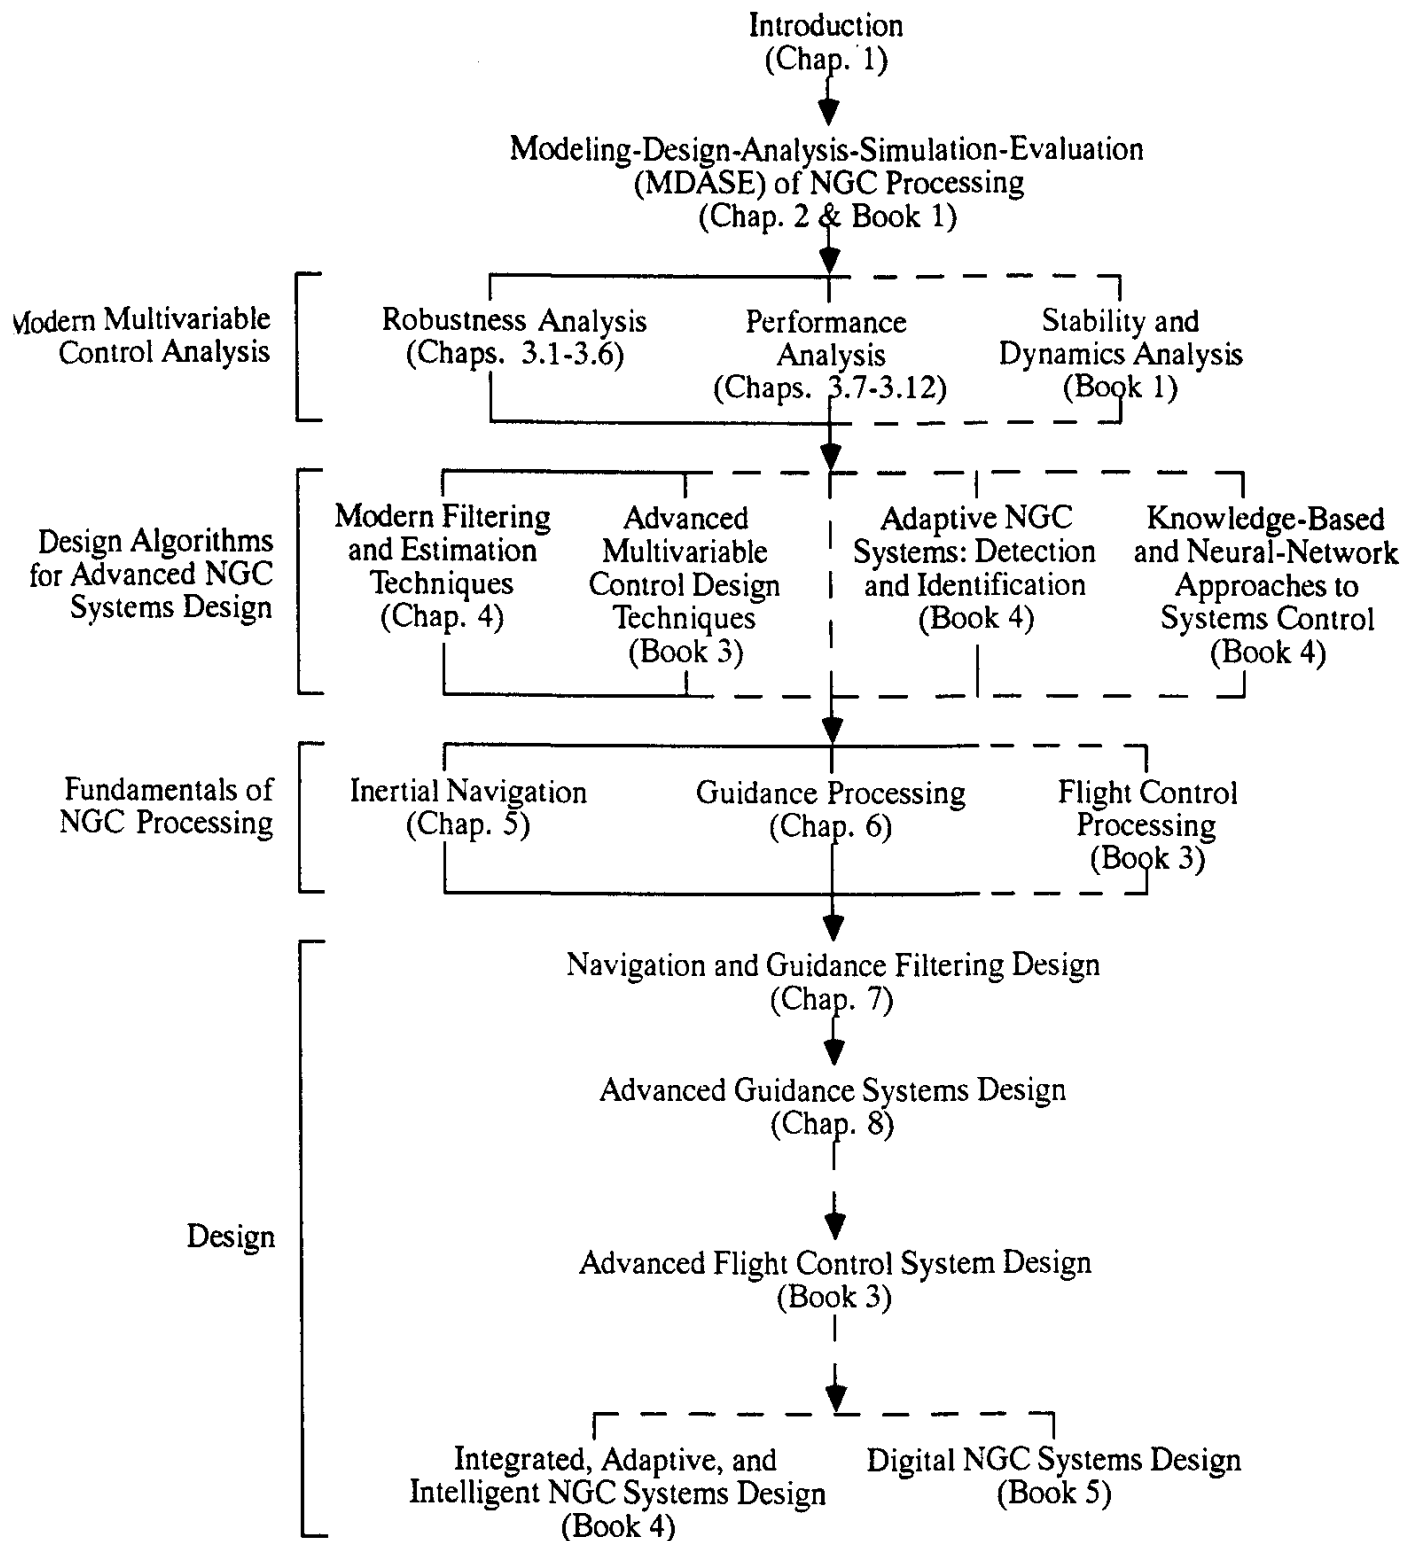 Introduction
(Chap. 1)
Modeling-Design-Analysis-Simulation-Evaluation
(MDASE) of NGC Processing
(Chap. 2 & Book 1)
Modern Multivariable
Control Analysis
Robustness Analysis
(Chaps. 3.1-3.6)
Performance
Analysis
(Chaps. 3.7-3.12)
Stability and
Dynamics Analysis
(Book 1)
Design Algorithms
for Advanced NGC
Systems Design
Modern Filtering
and Estimation
Techniques
(Chap. 4)
Advanced
Multivariable
Control Design
Techniques
(Book 3)
Adaptive NGC
Systems: Detection
and Identification
(Book 4)
Knowledge-Based
and Neural-Network
Approaches to
Systems Control
(Book 4)
Fundamentals of
NGC Processing
Inertial Navigation
(Chap. 5)
Guidance Processing
(Chap. 6)
Flight Control
Processing
(Book 3)
Design
Navigation and Guidance Filtering Design
(Chap. 7)
Advanced Guidance Systems Design
(Chap. 8)
Advanced Flight Control System Design
(Book 3)
Integrated, Adaptive, and
Intelligent NGC Systems Design
(Book 4)
Digital NGC Systems Design
(Book 5)